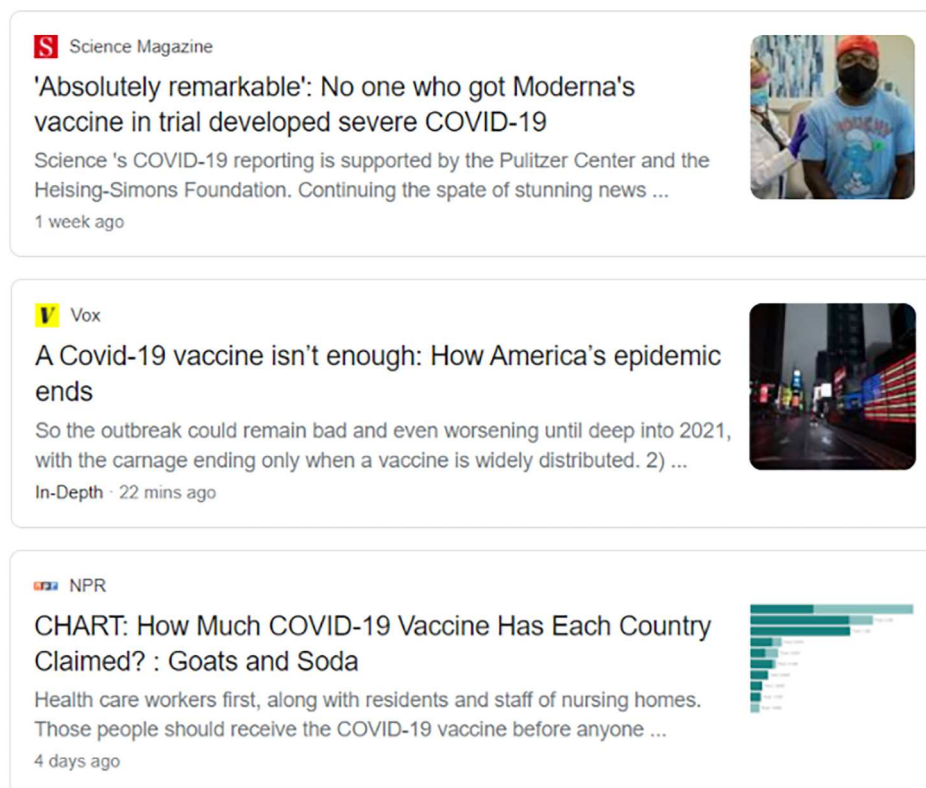 Science Magazine
'Absolutely remarkable': No one who got Moderna's
vaccine in trial developed severe COVID-19
Science 's COVID-19 reporting is supported by the Pulitzer Center and the
Heising-Simons Foundation. Continuing the spate of stunning news ...
1 week ago
V Vox
A Covid-19 vaccine isn't enough: How America's epidemic
ends
So the outbreak could remain bad and even worsening until deep into 2021,
with the carnage ending only when a vaccine is widely distributed. 2) ...
In-Depth · 22 mins ago
npr NPR
CHART: How Much COVID-19 Vaccine Has Each Country
Claimed? : Goats and Soda
Health care workers first, along with residents and staff of nursing homes.
Those people should receive the COVID-19 vaccine before anyone ...
4 days ago